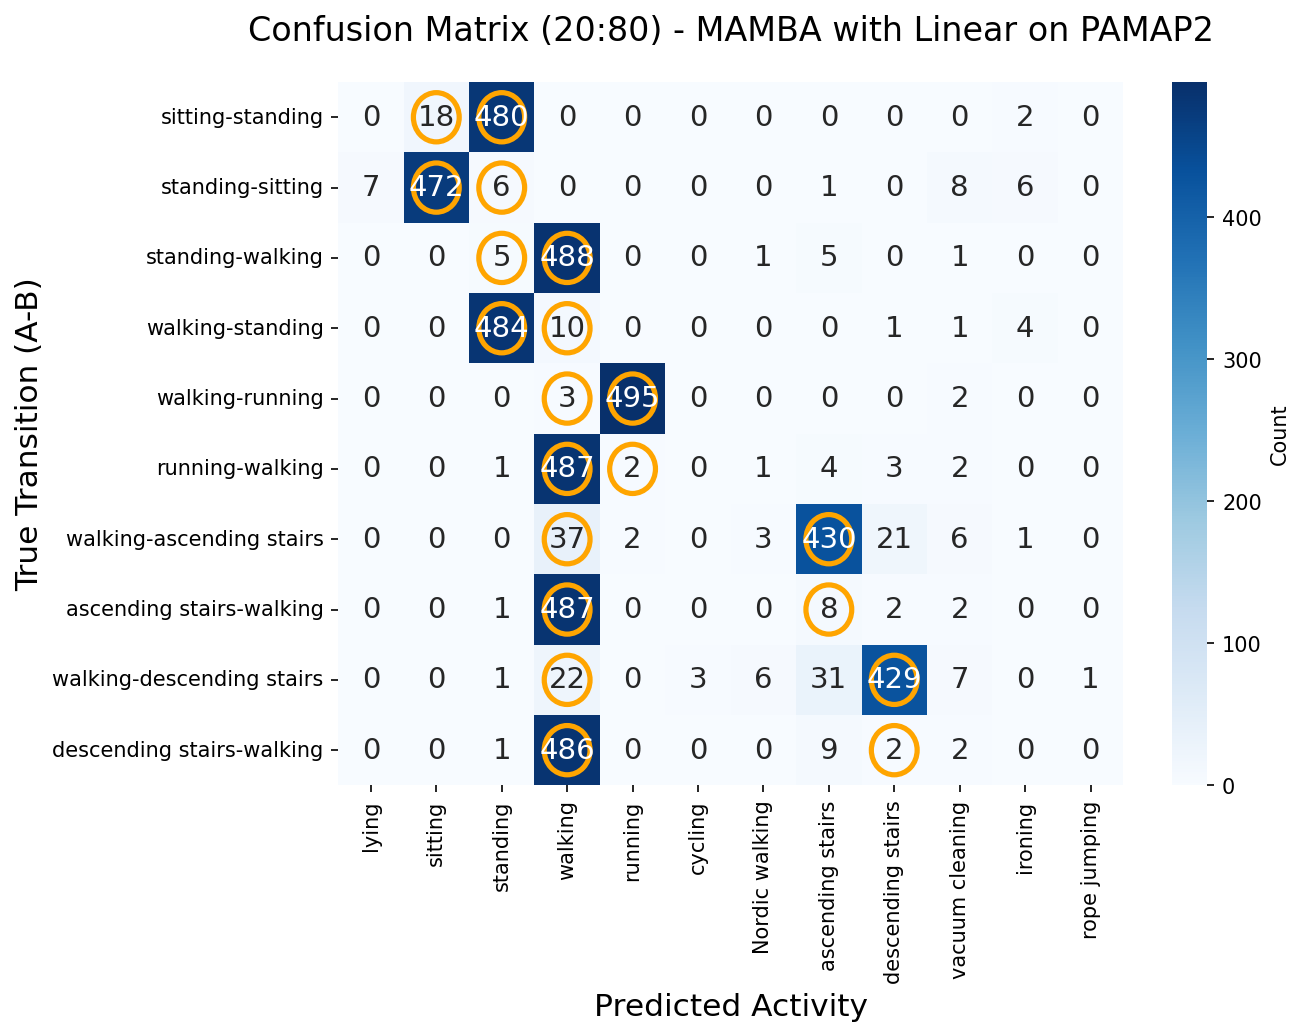 Confusion Matrix (20:80) - MAMBA with Linear on PAMAP2
True Transition (A-B)
sitting-standing 0 18 480 0 0 0 0 0 0 0 2 0
standing-sitting 7 472 6 0 0 0 0 1 0 8 6 0
standing-walking 0 0 5 488 0 0 1 5 0 1 0 0
walking-standing 0 0 484 10 0 0 0 0 1 1 4 0
walking-running 0 0 0 3 495 0 0 0 0 2 0 0
running-walking 0 0 1 487 2 0 1 4 3 2 0 0
walking-ascending stairs 0 0 0 37 2 0 3 430 21 6 1 0
ascending stairs-walking 0 0 1 487 0 0 0 8 2 2 0 0
walking-descending stairs 0 0 1 22 0 3 6 31 429 7 0 1
descending stairs-walking 0 0 1 486 0 0 0 9 2 2 0 0
lying
sitting
standing
walking
running
cycling
Nordic walking
ascending stairs
descending stairs
vacuum cleaning
ironing
rope jumping
Predicted Activity
400
300
200
100
0
Count